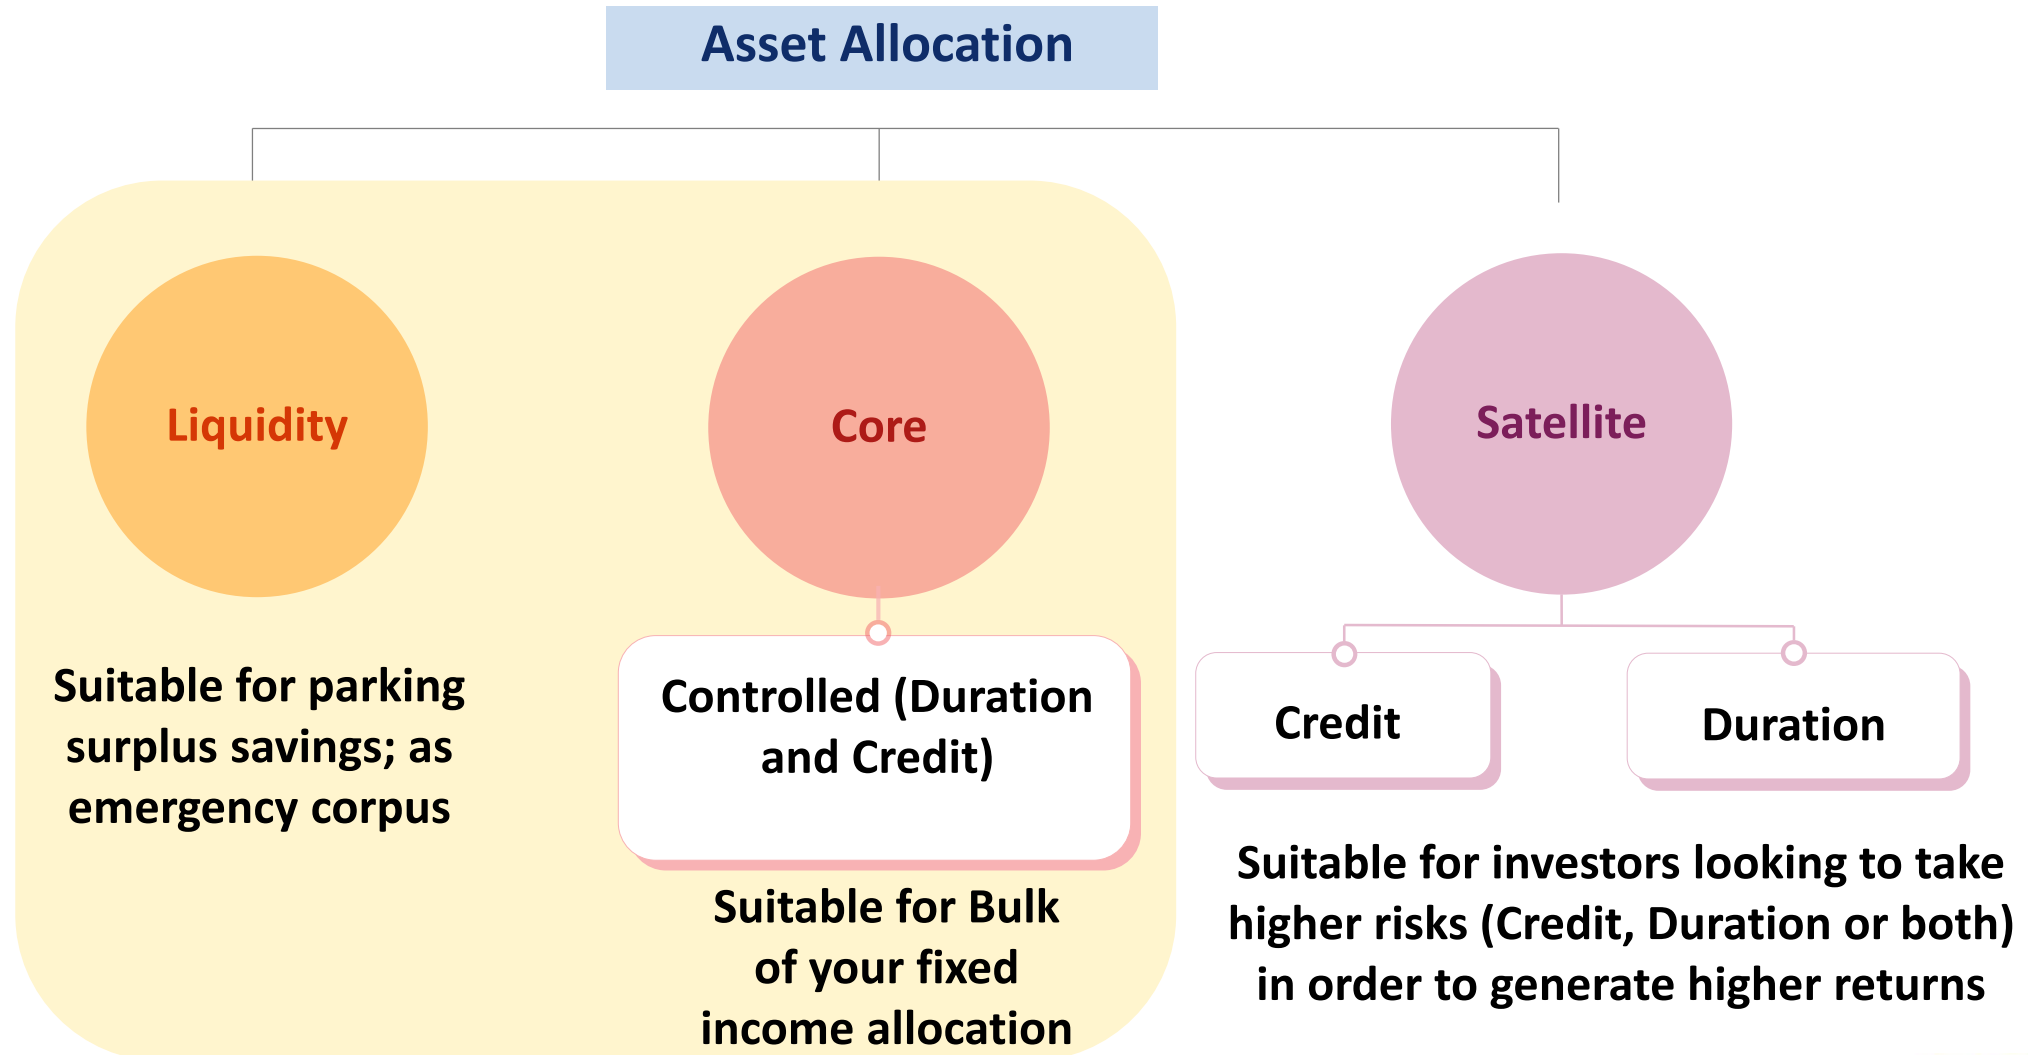 Asset Allocation
Liquidity
Suitable for parking
surplus savings; as
emergency corpus
Core
Controlled (Duration
and Credit)
Suitable for Bulk
of your fixed
income allocation
Satellite
Credit
Duration
Suitable for investors looking to take
higher risks (Credit, Duration or both)
in order to generate higher returns